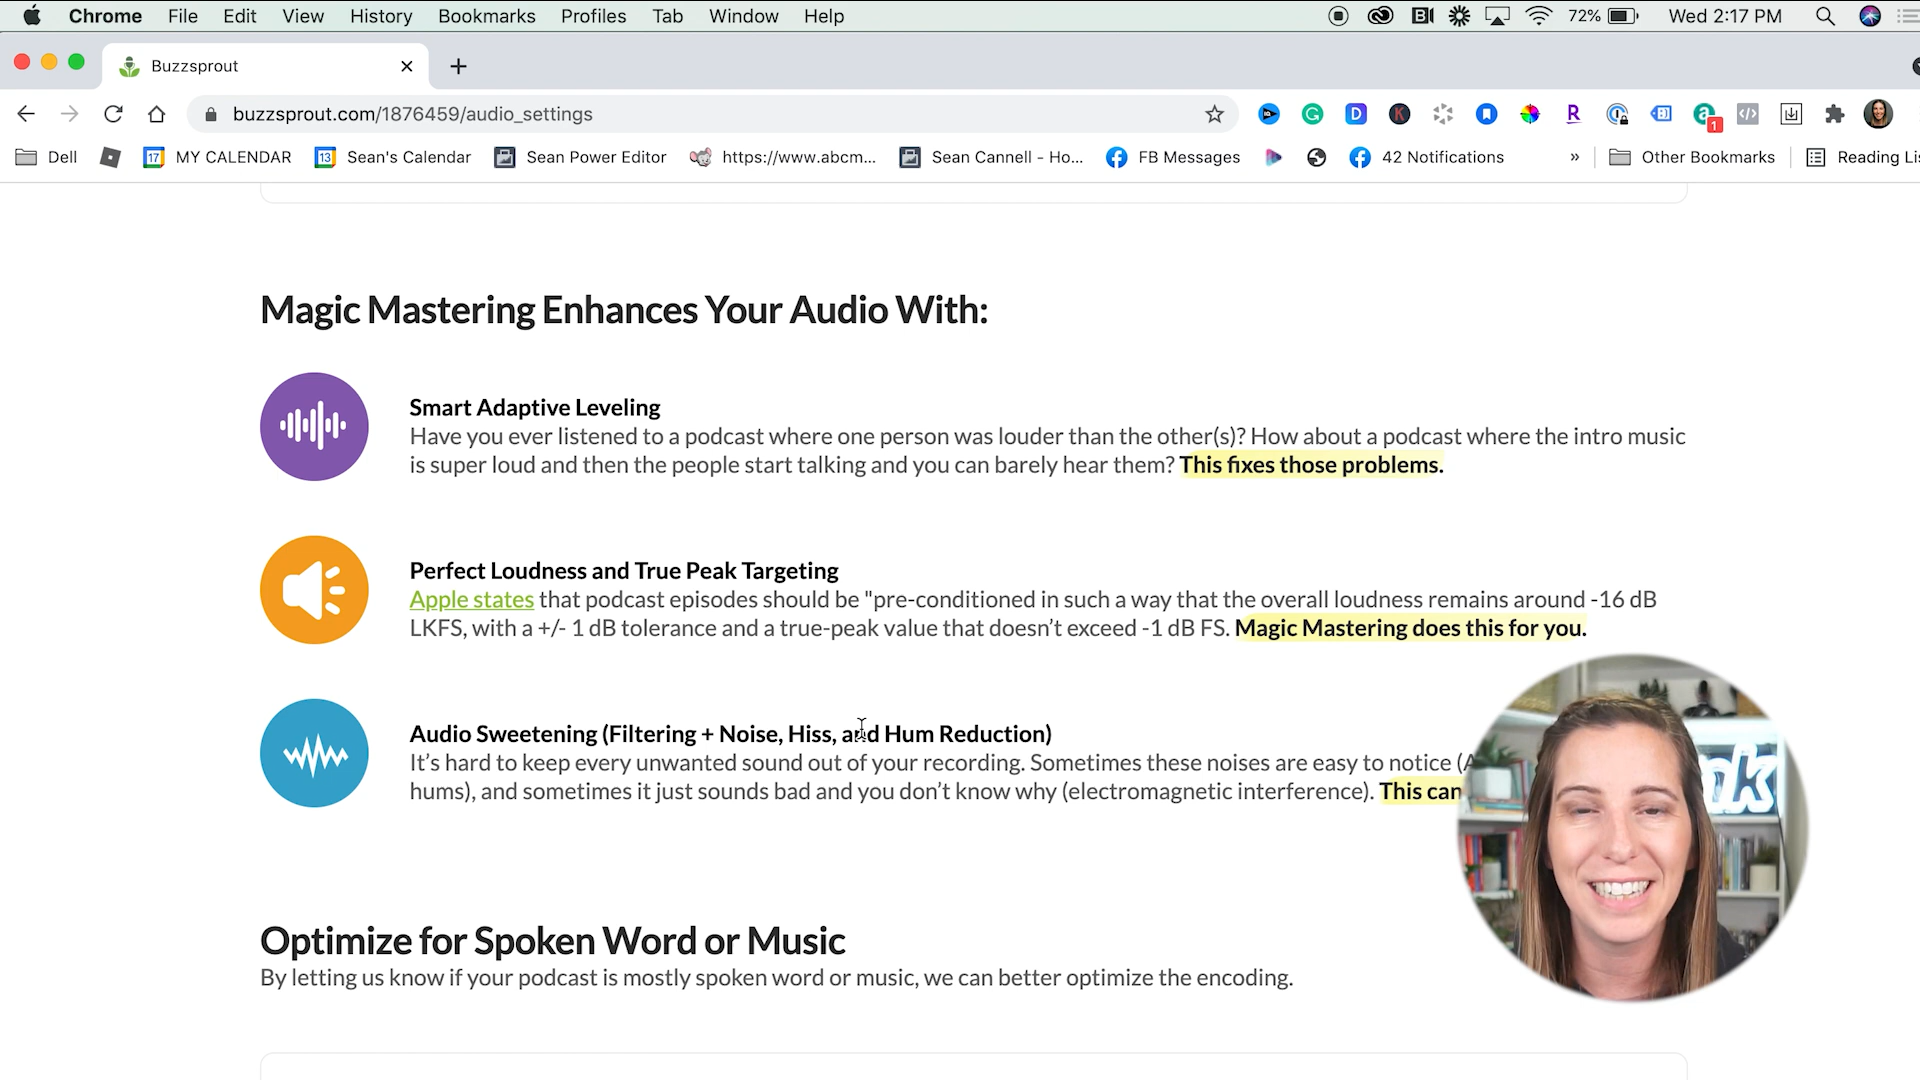 Chrome File Edit View History Bookmarks Profiles Tab Window Help 72% Wed 2:17 PM
Buzzsprout
buzzsprout.com/1876459/audio_settings
Dell 17 MY CALENDAR 13 Sean's Calendar Sean Power Editor https://www.abcm... Sean Cannell - Ho... FB Messages 42 Notifications » Other Bookmarks Reading Lis
Magic Mastering Enhances Your Audio With:
Smart Adaptive Leveling
Have you ever listened to a podcast where one person was louder than the other(s)? How about a podcast where the intro music
is super loud and then the people start talking and you can barely hear them? This fixes those problems.
Perfect Loudness and True Peak Targeting
Apple states that podcast episodes should be "pre-conditioned in such a way that the overall loudness remains around -16 dB
LKFS, with a +/- 1 dB tolerance and a true-peak value that doesn’t exceed -1 dB FS. Magic Mastering does this for you.
Audio Sweetening (Filtering + Noise, Hiss, and Hum Reduction)
It’s hard to keep every unwanted sound out of your recording. Sometimes these noises are easy to notice (A
hums), and sometimes it just sounds bad and you don’t know why (electromagnetic interference). This can
Optimize for Spoken Word or Music
By letting us know if your podcast is mostly spoken word or music, we can better optimize the encoding.